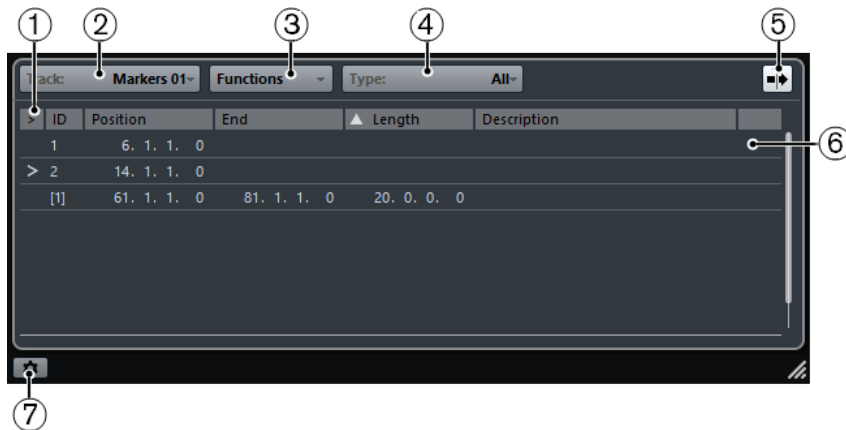 1 2 3 4 5
Track: Markers 01 Functions Type: All
> ID Position End Length Description
1 6. 1. 1. 0
6
> 2 14. 1. 1. 0
[1] 61. 1. 1. 0 81. 1. 1. 0 20. 0. 0. 0
7